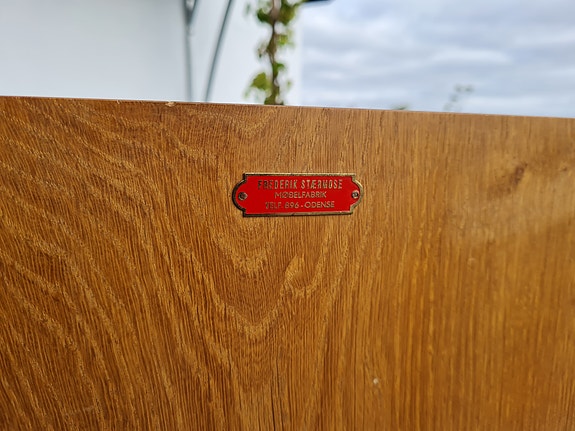 FREDERIK STÆRMOSE
MØBELFABRIK
TELF. 896 - ODENSE